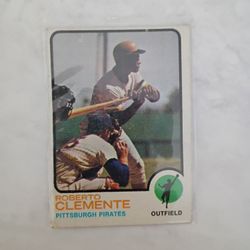 ROBERTO
CLEMENTE
PITTSBURGH PIRATES
OUTFIELD